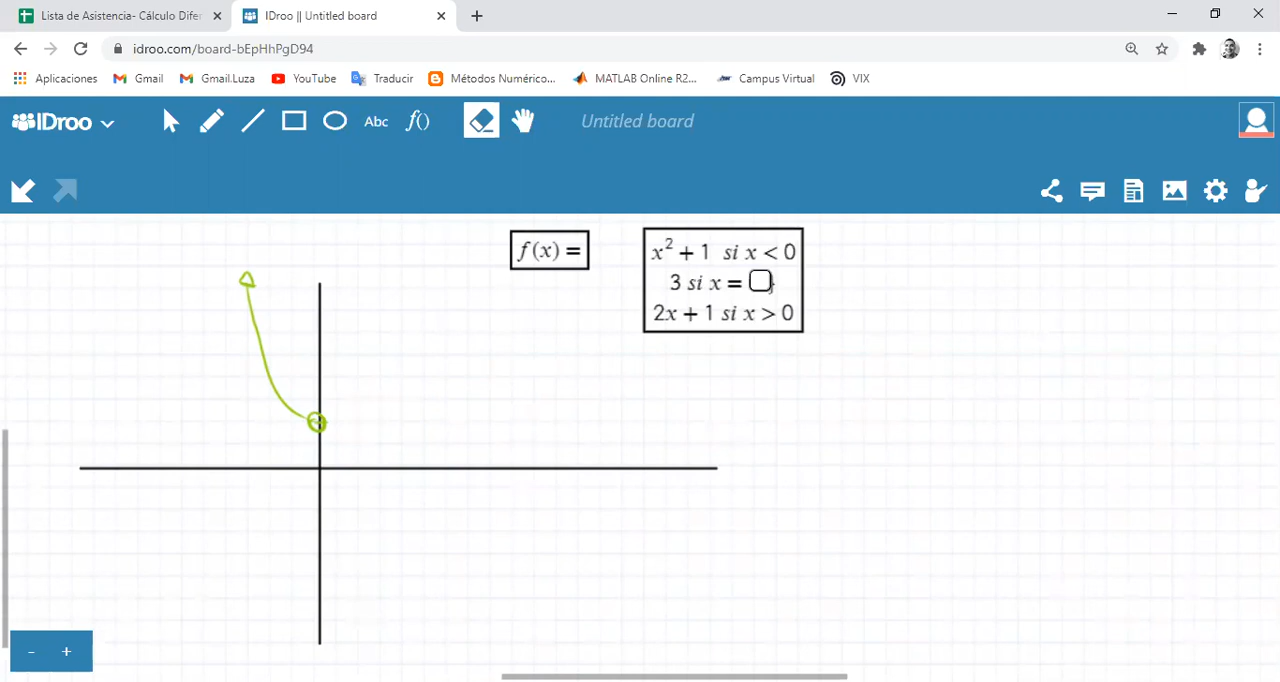 Lista de Asistencia- Cálculo Difer
IDroo || Untitled board
idroo.com/board-bEpHhPgD94
Aplicaciones
Gmail
Gmail.Luza
YouTube
Traducir
Métodos Numérico...
MATLAB Online R2...
Campus Virtual
VIX
IDroo
Abc
f()
Untitled board
f(x) =
x² + 1 si x < 0
3 si x =
2x + 1 si x > 0
- +